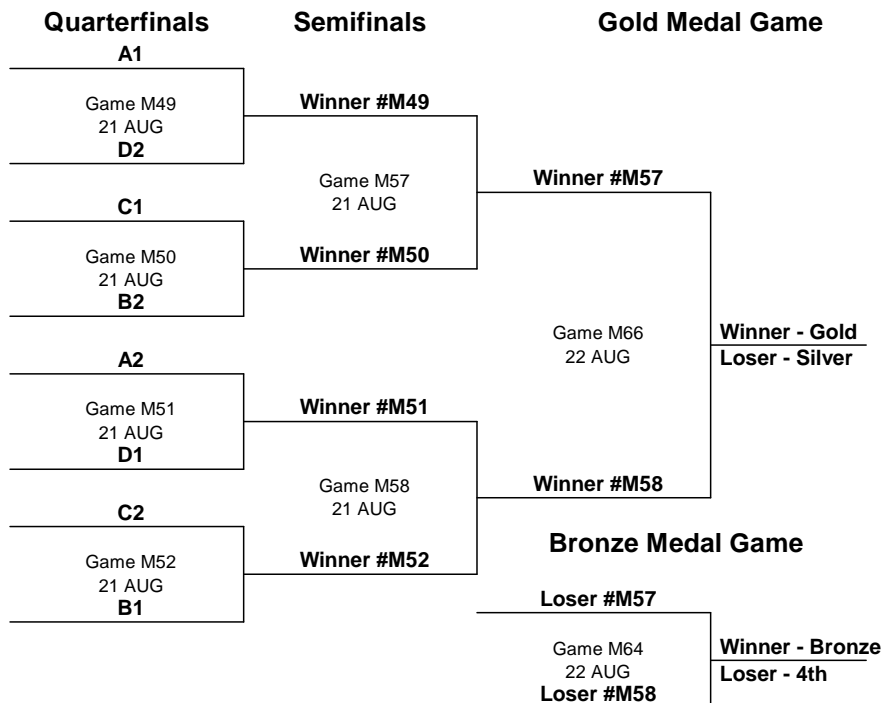 Quarterfinals
Semifinals
Gold Medal Game
A1
Game M49
21 AUG
D2
Winner #M49
Game M57
21 AUG
Winner #M57
C1
Game M50
21 AUG
B2
Winner #M50
Game M66
22 AUG
Winner - Gold
Loser - Silver
A2
Game M51
21 AUG
D1
Winner #M51
Game M58
21 AUG
Winner #M58
C2
Game M52
21 AUG
B1
Winner #M52
Bronze Medal Game
Loser #M57
Game M64
22 AUG
Loser #M58
Winner - Bronze
Loser - 4th